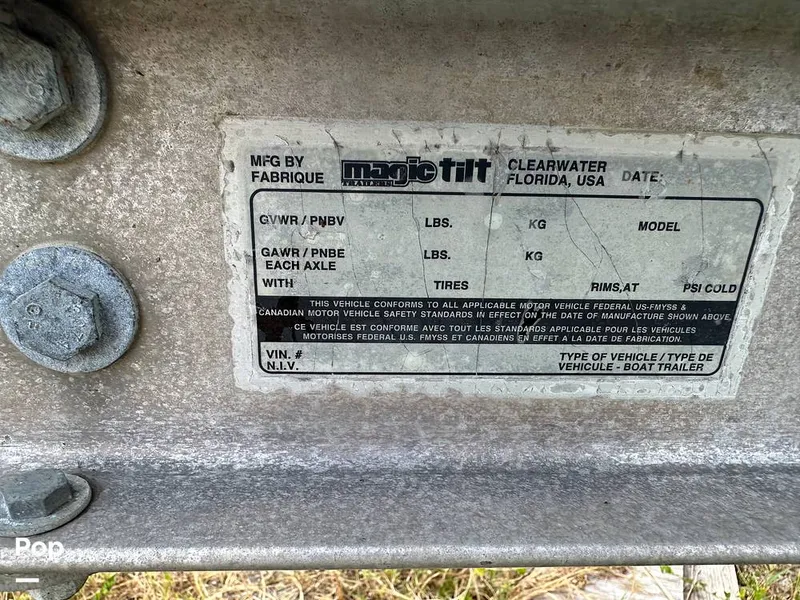 MFG BY magic tilt CLEARWATER
FABRIQUE TRAILERS FLORIDA, USA DATE:
GVWR / PNBV LBS. KG MODEL
GAWR / PNBE LBS. KG
EACH AXLE
WITH TIRES RIMS,AT PSI COLD
THIS VEHICLE CONFORMS TO ALL APPLICABLE MOTOR VEHICLE FEDERAL US-FMYSS &
CANADIAN MOTOR VEHICLE SAFETY STANDARDS IN EFFECT ON THE DATE OF MANUFACTURE SHOWN ABOVE.
CE VEHICLE EST CONFORME AVEC TOUT LES STANDARDS APPLICABLE POUR LES VEHICULES
MOTORISES FEDERAL U.S. FMYSS ET CANADIENS EN EFFET A LA DATE DE FABRICATION.
VIN. # TYPE OF VEHICLE / TYPE DE
N.I.V. VEHICULE - BOAT TRAILER
Pop